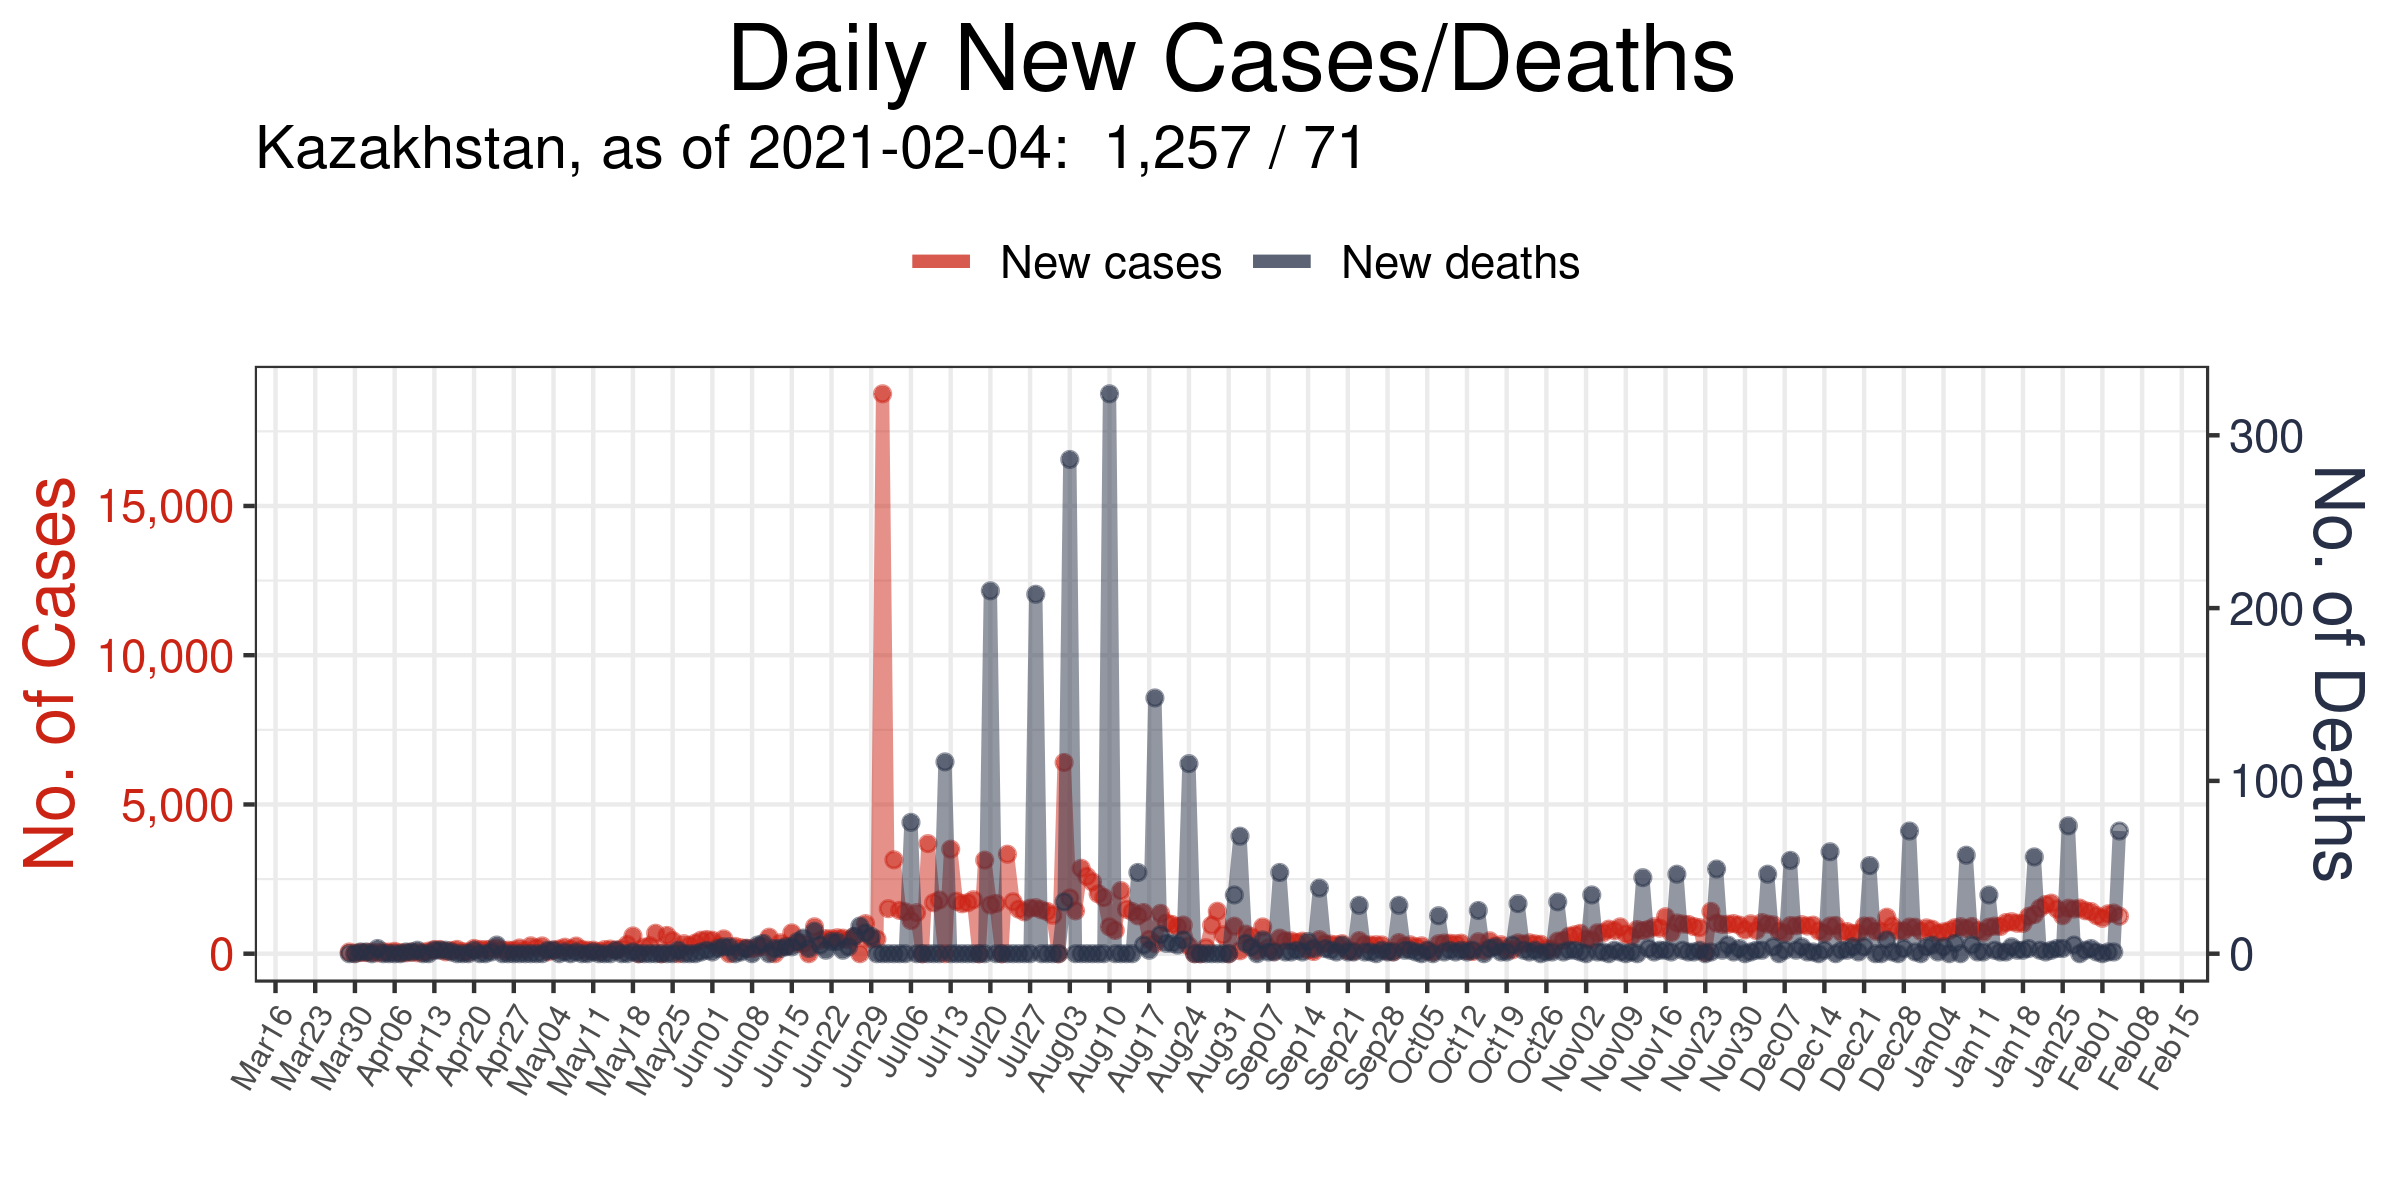 Daily New Cases/Deaths
Kazakhstan, as of 2021-02-04:  1,257 / 71
New cases
New deaths
No. of Cases
15,000
10,000
5,000
0
300
200
100
0
No. of Deaths
Mar16
Mar23
Mar30
Apr06
Apr13
Apr20
Apr27
May04
May11
May18
May25
Jun01
Jun08
Jun15
Jun22
Jun29
Jul06
Jul13
Jul20
Jul27
Aug03
Aug10
Aug17
Aug24
Aug31
Sep07
Sep14
Sep21
Sep28
Oct05
Oct12
Oct19
Oct26
Nov02
Nov09
Nov16
Nov23
Nov30
Dec07
Dec14
Dec21
Dec28
Jan04
Jan11
Jan18
Jan25
Feb01
Feb08
Feb15